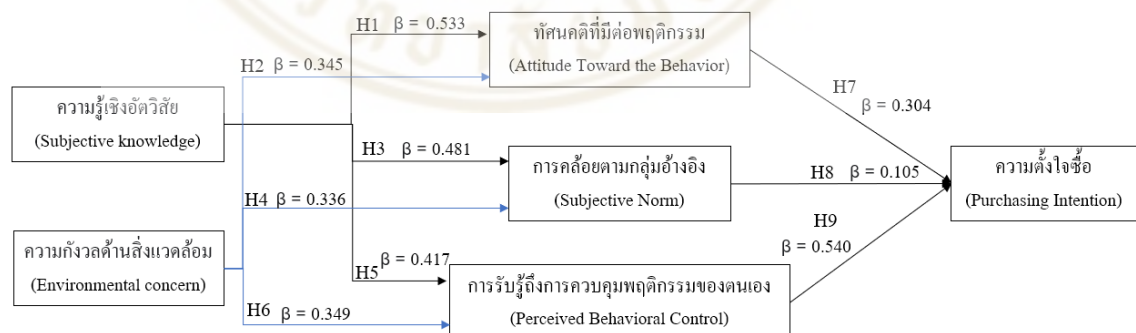 H1 β = 0.533
ทัศนคติที่มีต่อพฤติกรรม
(Attitude Toward the Behavior)
H2 β = 0.345
H7
β = 0.304
ความรู้เชิงอัตวิสัย
(Subjective knowledge)
H3 β = 0.481
การคล้อยตามกลุ่มอ้างอิง
(Subjective Norm)
H8 β = 0.105
ความตั้งใจซื้อ
(Purchasing Intention)
H4 β = 0.336
H9
β = 0.540
ความกังวลด้านสิ่งแวดล้อม
(Environmental concern)
β = 0.417
H5
การรับรู้ถึงการควบคุมพฤติกรรมของตนเอง
(Perceived Behavioral Control)
H6 β = 0.349